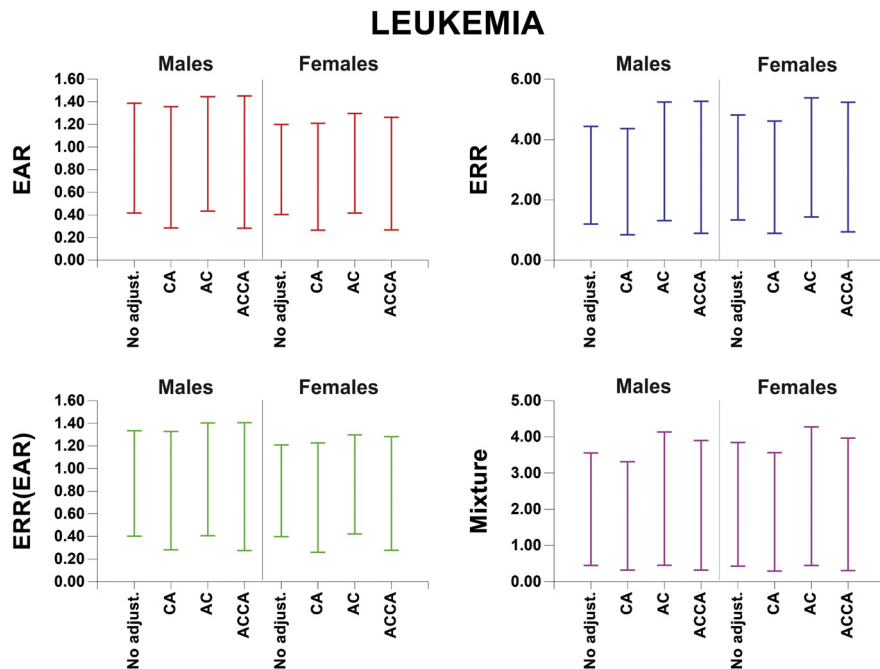 LEUKEMIA
Males Females
EAR
1.60
1.40
1.20
1.00
0.80
0.60
0.40
0.20
0.00
No adjust. CA AC ACCA No adjust. CA AC ACCA
Males Females
ERR
6.00
4.00
2.00
0.00
No adjust. CA AC ACCA No adjust. CA AC ACCA
Males Females
ERR(EAR)
1.60
1.40
1.20
1.00
0.80
0.60
0.40
0.20
0.00
No adjust. CA AC ACCA No adjust. CA AC ACCA
Males Females
Mixture
5.00
4.00
3.00
2.00
1.00
0.00
No adjust. CA AC ACCA No adjust. CA AC ACCA